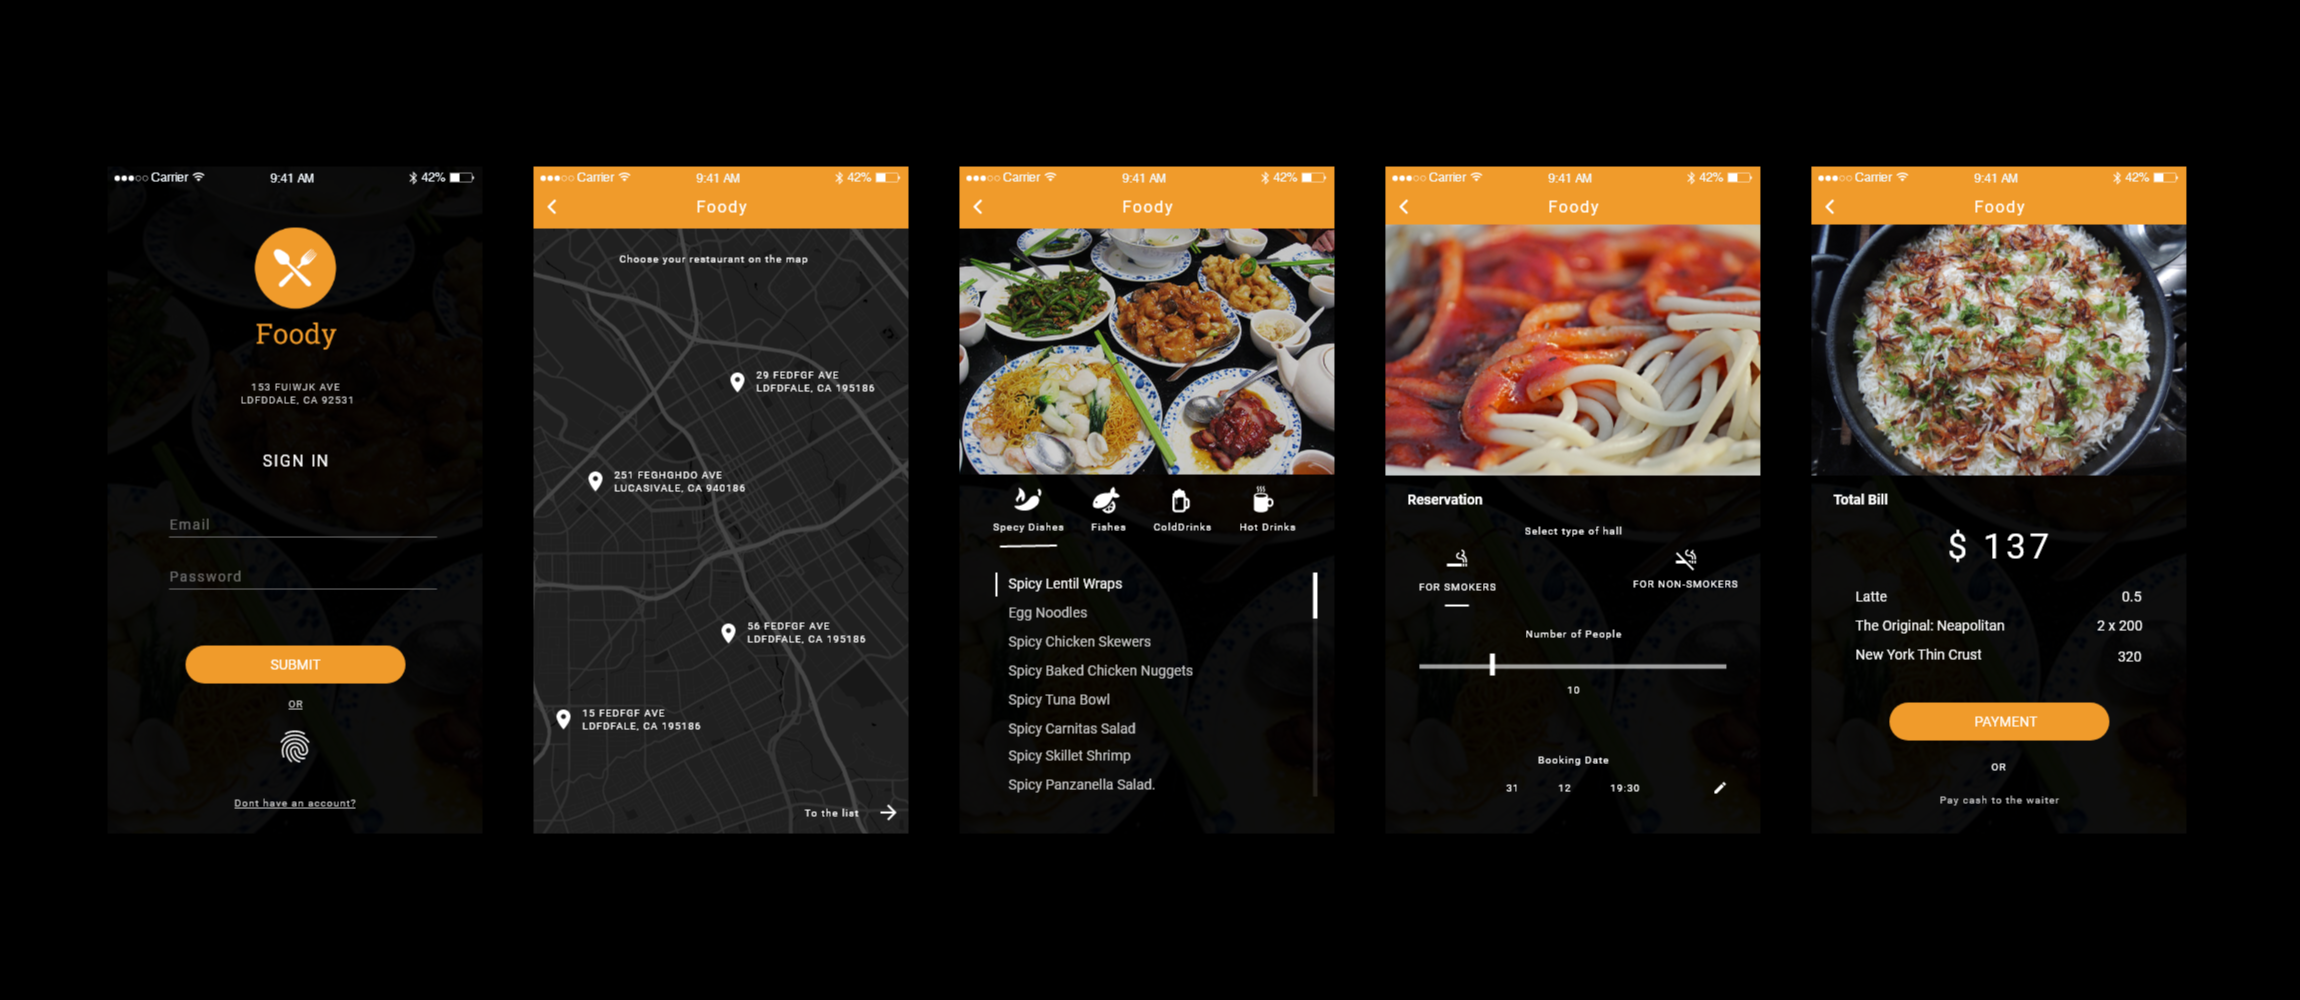 Carrier
9:41 AM
42%
Foody
153 FUIWJK AVE
LDFDDALE, CA 92531
SIGN IN
Email
Password
SUBMIT
OR
Dont have an account?
Carrier
9:41 AM
42%
Foody
Choose your restaurant on the map
29 FEDFGF AVE
LDFDFALE, CA 195186
251 FEGHGHDO AVE
LUCASIVALE, CA 940186
56 FEDFGF AVE
LDFDFALE, CA 195186
15 FEDFGF AVE
LDFDFALE, CA 195186
To the list
Carrier
9:41 AM
42%
Foody
Specy Dishes
Fishes
ColdDrinks
Hot Drinks
Spicy Lentil Wraps
Egg Noodles
Spicy Chicken Skewers
Spicy Baked Chicken Nuggets
Spicy Tuna Bowl
Spicy Carnitas Salad
Spicy Skillet Shrimp
Spicy Panzanella Salad.
Carrier
9:41 AM
42%
Foody
Reservation
Select type of hall
FOR SMOKERS
FOR NON-SMOKERS
Number of People
10
Booking Date
31 12 19:30
Carrier
9:41 AM
42%
Foody
Total Bill
$ 137
Latte 0.5
The Original: Neapolitan 2 x 200
New York Thin Crust 320
PAYMENT
OR
Pay cash to the waiter